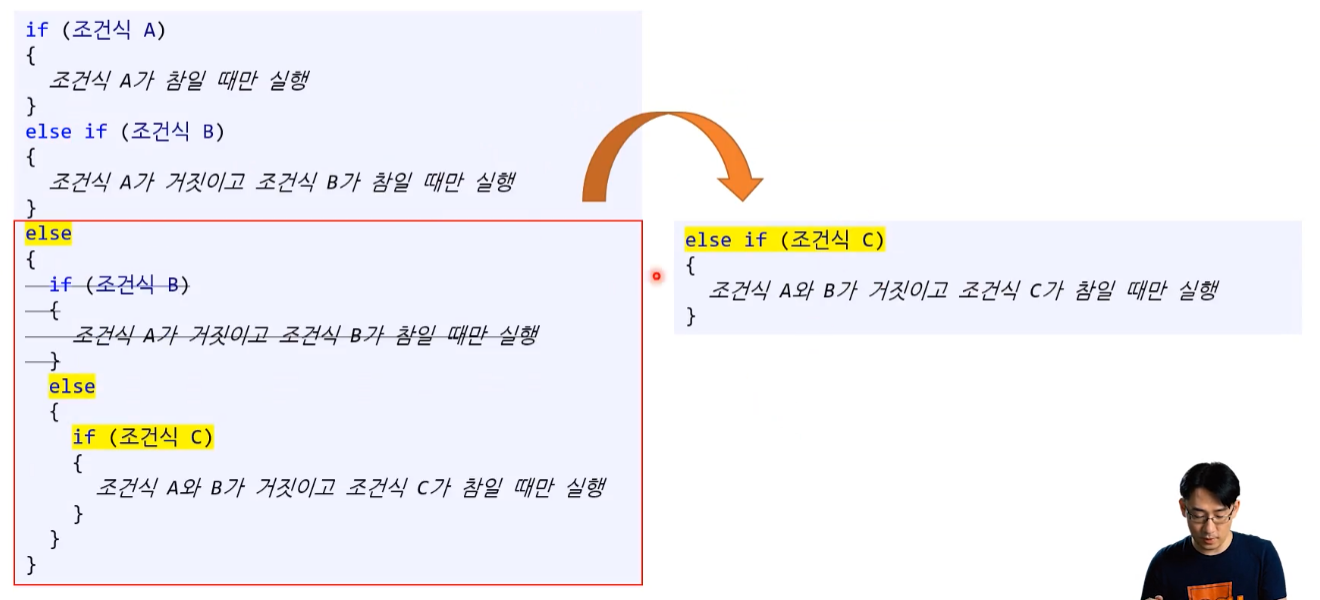 if (조건식 A)
{
조건식 A가 참일 때만 실행
}
else if (조건식 B)
{
조건식 A가 거짓이고 조건식 B가 참일 때만 실행
}
else
{
if (조건식 B)
{
조건식 A가 거짓이고 조건식 B가 참일 때만 실행
}
else
{
if (조건식 C)
{
조건식 A와 B가 거짓이고 조건식 C가 참일 때만 실행
}
}
}
else if (조건식 C)
{
조건식 A와 B가 거짓이고 조건식 C가 참일 때만 실행
}